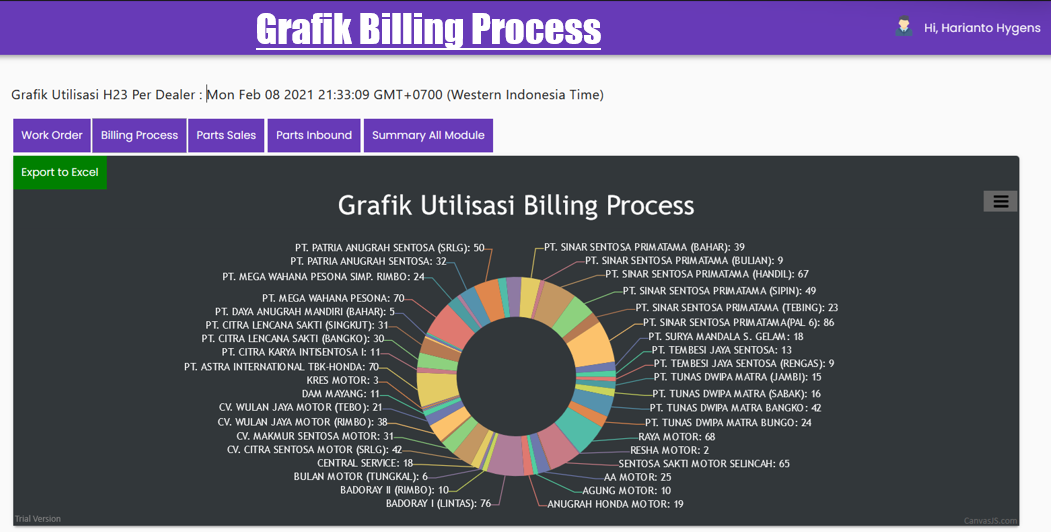 Grafik Billing Process
Hi, Harianto Hygens
Grafik Utilisasi H23 Per Dealer : Mon Feb 08 2021 21:33:09 GMT+0700 (Western Indonesia Time)
Work Order
Billing Process
Parts Sales
Parts Inbound
Summary All Module
Export to Excel
Grafik Utilisasi Billing Process
PT. PATRIA ANUGRAH SENTOSA (SRLG): 50
PT. PATRIA ANUGRAH SENTOSA: 32
PT. MEGA WAHANA PESONA SIMP. RIMBO: 24
PT. MEGA WAHANA PESONA: 70
PT. DAYA ANUGRAH MANDIRI (BAHAR): 5
PT. CITRA LENCANA SAKTI (SINGKUT): 31
PT. CITRA LENCANA SAKTI (BANGKO): 30
PT. CITRA KARYA INTISENTOSA I: 11
PT. ASTRA INTERNATIONAL TBK-HONDA: 70
KRES MOTOR: 3
DAM MAYANG: 11
CV. WULAN JAYA MOTOR (TEBO): 21
CV. WULAN JAYA MOTOR (RIMBO): 38
CV. MAKMUR SENTOSA MOTOR: 31
CV. CITRA SENTOSA MOTOR (SRLG): 42
CENTRAL SERVICE: 18
BULAN MOTOR (TUNGKAL): 6
BADORAY II (RIMBO): 10
BADORAY I (LINTAS): 76
PT. SINAR SENTOSA PRIMATAMA (BAHAR): 39
PT. SINAR SENTOSA PRIMATAMA (BULIAN): 9
PT. SINAR SENTOSA PRIMATAMA (HANDIL): 67
PT. SINAR SENTOSA PRIMATAMA (SIPIN): 49
PT. SINAR SENTOSA PRIMATAMA (TEBING): 23
PT. SINAR SENTOSA PRIMATAMA(PAL 6): 86
PT. SURYA MANDALA S. GELAM: 18
PT. TEMBESI JAYA SENTOSA: 13
PT. TEMBESI JAYA SENTOSA (RENGAS): 9
PT. TUNAS DWIPA MATRA (JAMBI): 15
PT. TUNAS DWIPA MATRA (SABAK): 16
PT. TUNAS DWIPA MATRA BANGKO: 42
PT. TUNAS DWIPA MATRA BUNGO: 24
RAYA MOTOR: 68
RESHA MOTOR: 2
SENTOSA SAKTI MOTOR SELINCAH: 65
AA MOTOR: 25
AGUNG MOTOR: 10
ANUGRAH HONDA MOTOR: 19
Trial Version
CanvasJS.com